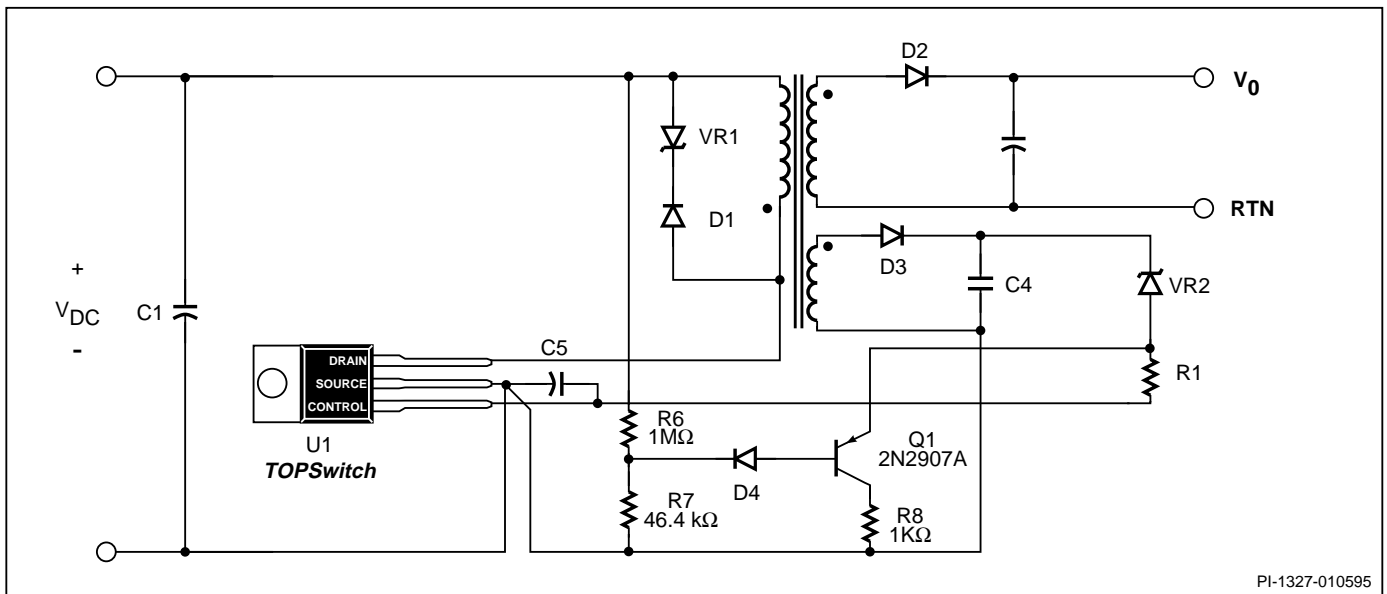 D2
V0
VR1
D1
RTN
D3
C4
VR2
+
VDC
-
C1
C5
DRAIN
SOURCE
CONTROL
R1
U1
TOPSwitch
R6
1MΩ
Q1
2N2907A
D4
R7
46.4 kΩ
R8
1KΩ
PI-1327-010595